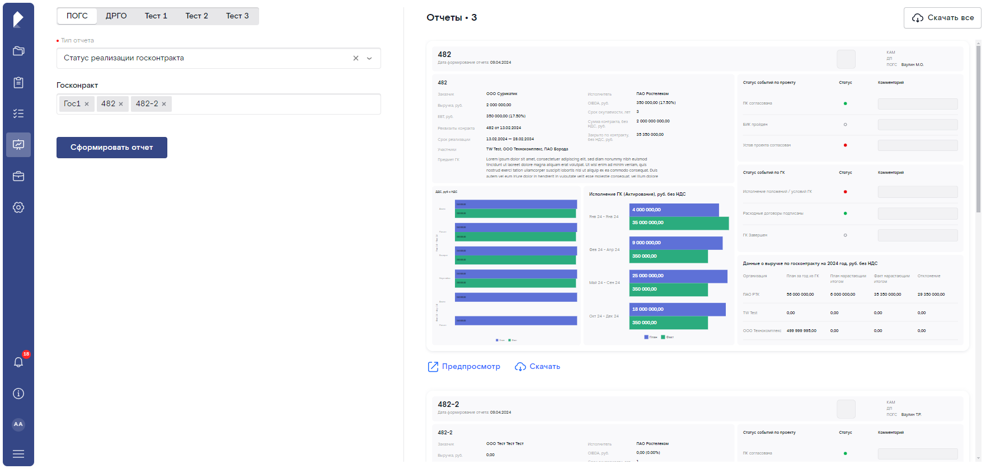 ПОГС ДРГО Тест 1 Тест 2 Тест 3
Тип отчета
Статус реализации госконтракта
Госконракт
Гос1 482 482-2
Сформировать отчет
18
AA
Отчеты • 3
Скачать все
482
Дата формирование отчета: 09.04.2024
КАМ
ДП
ПОГС Ваулин М.О.
482
Заказчик ООО Сурикатик
Выручка, руб. 2 000 000,00
EBT, руб. 350 000,00 (17.50%)
Реквизиты конракта 482 от 13.02.2024
Срок реализации 13.02.2024 — 28.02.2034
Участники TW Test, ООО Технокомплекс, ПАО Борода
Предмет ГК Lorem ipsum dolor sit amet, consectetuer adipiscing elit, sed diam nonummy nibh euismod
tincidunt ut laoreet dolore magna aliquam erat volutpat. Ut wisi enim ad minim veniam, quis
nostrud exerci tation ullamcorper suscipit lobortis nisl ut aliquip ex ea commodo consequat. Duis
autem vel eum iriure dolor in hendrerit in vulputate velit esse molestie consequat, vel illum dolore
Исполнитель ПАО Ростелеком
OIBDA, руб. 350 000,00 (17.50%)
Срок окупаемости, лет 3
Сумма контракта, без НДС, руб. 2 000 000 000,00
Закрыто по контракту, без НДС, руб. 35 350 000,00
Статус событий по проекту Статус Комментарий
ПК согласована
БИК пройден
Устав проекта согласован
Статус событий по ГК Статус Комментарий
Исполнение положений / условий ГК
Расходные договоры подписаны
ГК Завершен
ДДС, руб с НДС
Аванс
Расчет
Возврат
Аванс
Расчет
План Факт
Исполнение ГК (Актирование), руб. без НДС
Янв 24 - Янв 24 4 000 000,00
35 000 000,00
Фев 24 - Апр 24 9 000 000,00
350 000,00
Май 24 - Сен 24 25 000 000,00
350 000,00
Окт 24 - Дек 24 18 000 000,00
350 000,00
План Факт
Данные о выручке по госконтракту на 2024 год, руб. без НДС
Организация План за год из ГК План нарастающим итогом Факт нарастающим итогом Отклонение
ПАО РТК 56 000 000,00 6 000 000,00 35 350 000,00 29 350 000,00
TW Test 0,00 0,00 0,00 0,00
ООО Технокомплекс 499 999 995,00 0,00 0,00 0,00
Предпросмотр Скачать
482-2
Дата формирование отчета: 09.04.2024
КАМ
ДП
ПОГС Ваулин Т.Р.
482-2
Заказчик ООО Тест Тест Тест
Выручка, руб. 0,00
Исполнитель ПАО Ростелеком
OIBDA, руб. 0,00 (0.00%)
Статус событий по проекту Статус Комментарий
ПК согласована